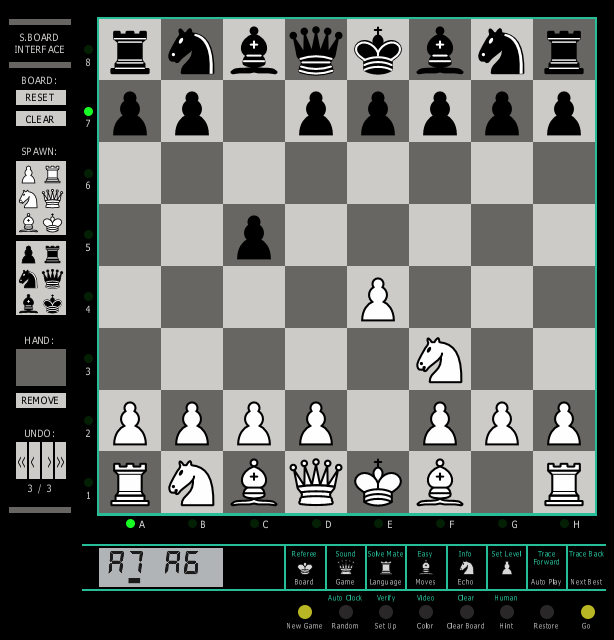 S.BOARD
INTERFACE
BOARD:
RESET
CLEAR
SPAWN:
HAND:
REMOVE
UNDO:
3 / 3
8
7
6
5
4
3
2
1
A B C D E F G H
A7 A6
Referee Sound Solve Mate Easy Info Set Level Trace Forward Trace Back
Board Game Language Moves Echo Auto Play Next Best
Auto Clock Verify Video Clear Human
New Game Random Set Up Color Clear Board Hint Restore Go